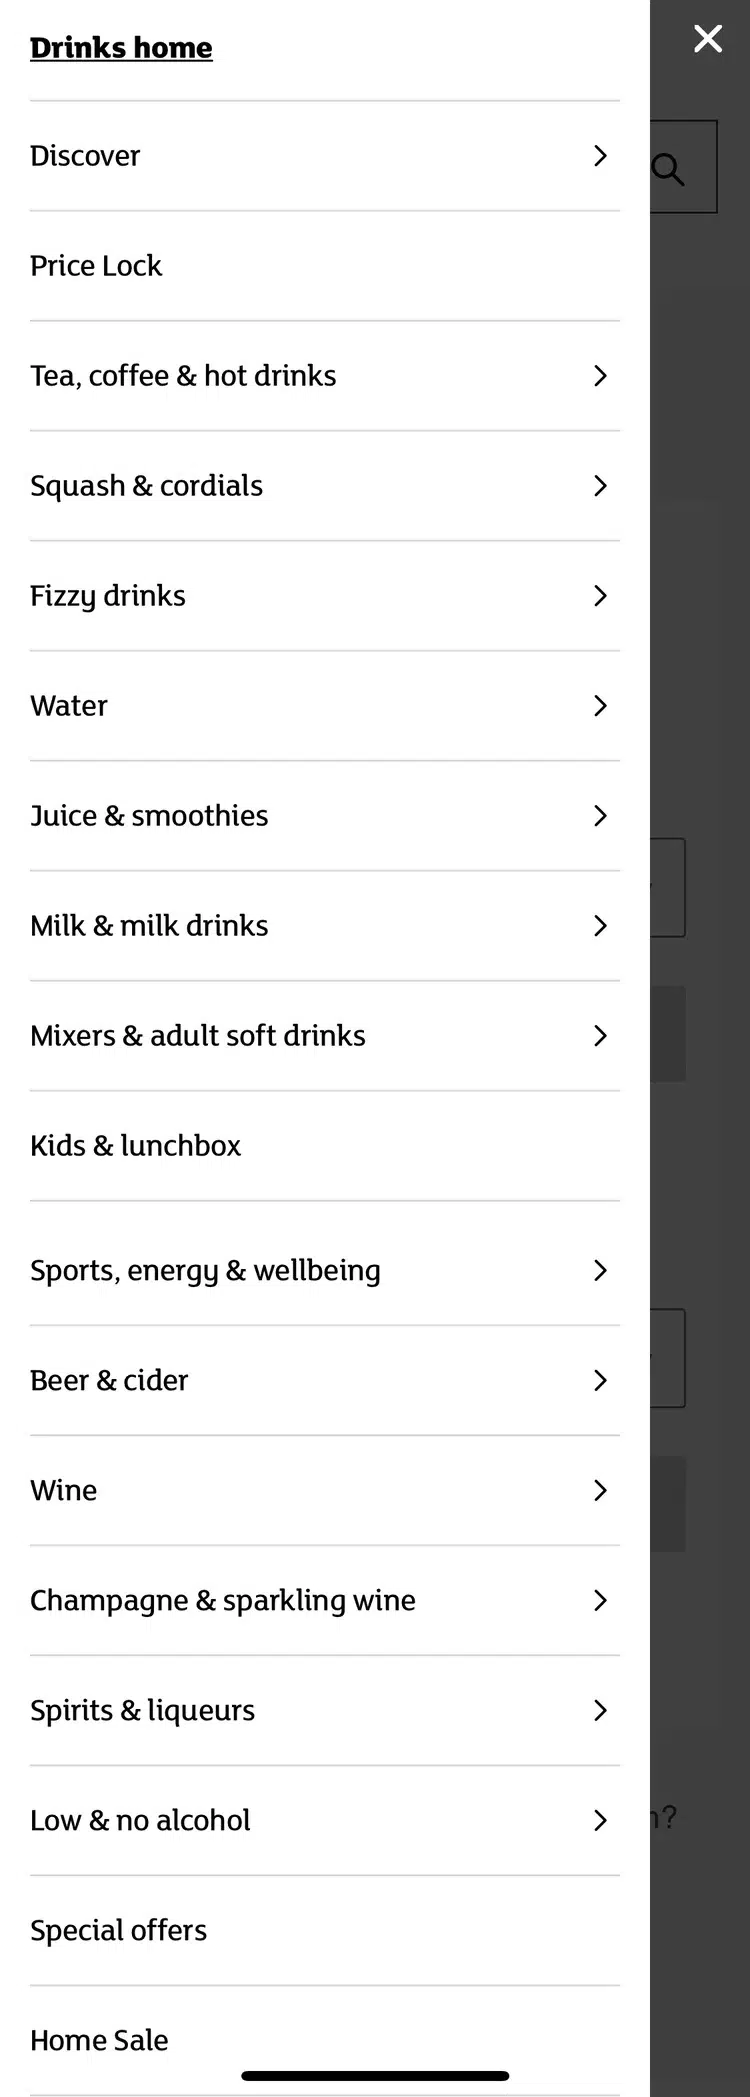 Drinks home
Discover
Price Lock
Tea, coffee & hot drinks
Squash & cordials
Fizzy drinks
Water
Juice & smoothies
Milk & milk drinks
Mixers & adult soft drinks
Kids & lunchbox
Sports, energy & wellbeing
Beer & cider
Wine
Champagne & sparkling wine
Spirits & liqueurs
Low & no alcohol
Special offers
Home Sale